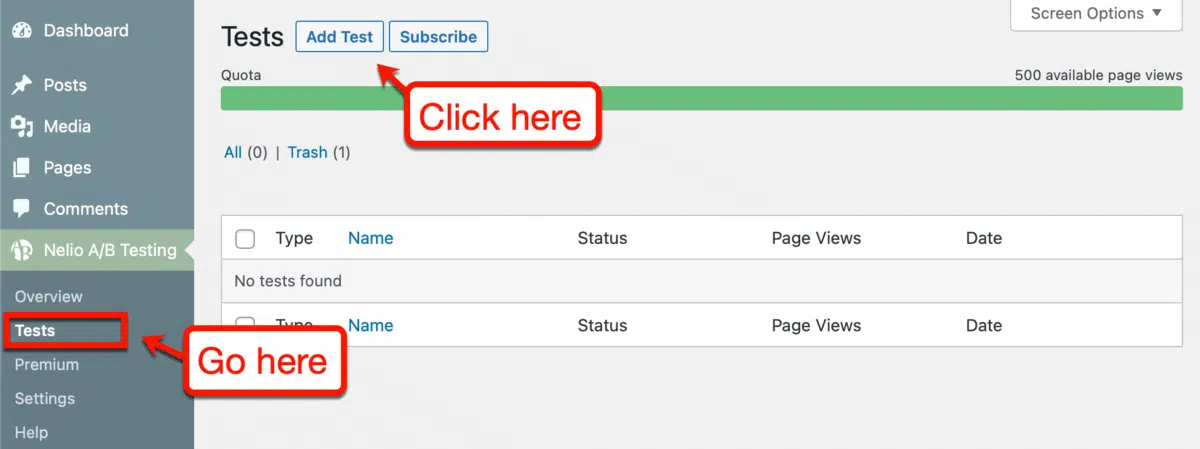 Dashboard
Posts
Media
Pages
Comments
Nelio A/B Testing
Overview
Tests
Premium
Settings
Help
Go here
Screen Options ▼
Tests Add Test Subscribe
Quota 500 available page views
Click here
All (0) | Trash (1)
Type Name Status Page Views Date
No tests found
Type Name Status Page Views Date